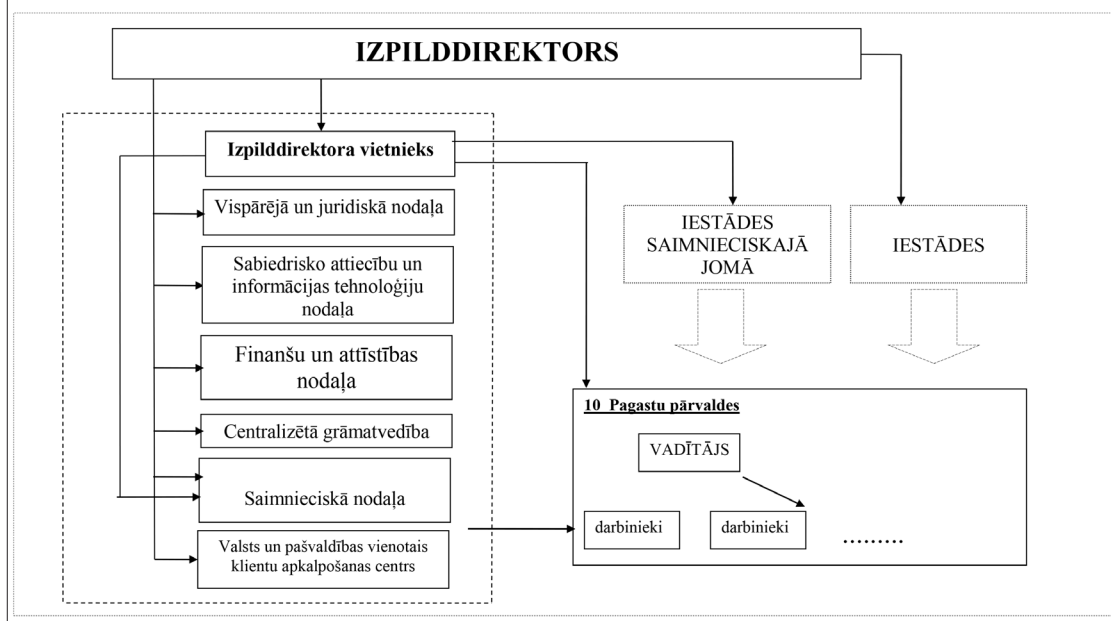 IZPILDDIREKTORS
Izpilddirektora vietnieks
Vispārējā un juridiskā nodaļa
Sabiedrisko attiecību un
informācijas tehnoloģiju
nodaļa
Finanšu un attīstības
nodaļa
Centralizētā grāmatvedība
Saimnieciskā nodaļa
Valsts un pašvaldības vienotais
klientu apkalpošanas centrs
IESTĀDES
SAIMNIECISKAJĀ
JOMĀ
IESTĀDES
10 Pagastu pārvaldes
VADĪTĀJS
darbinieki
darbinieki
.........